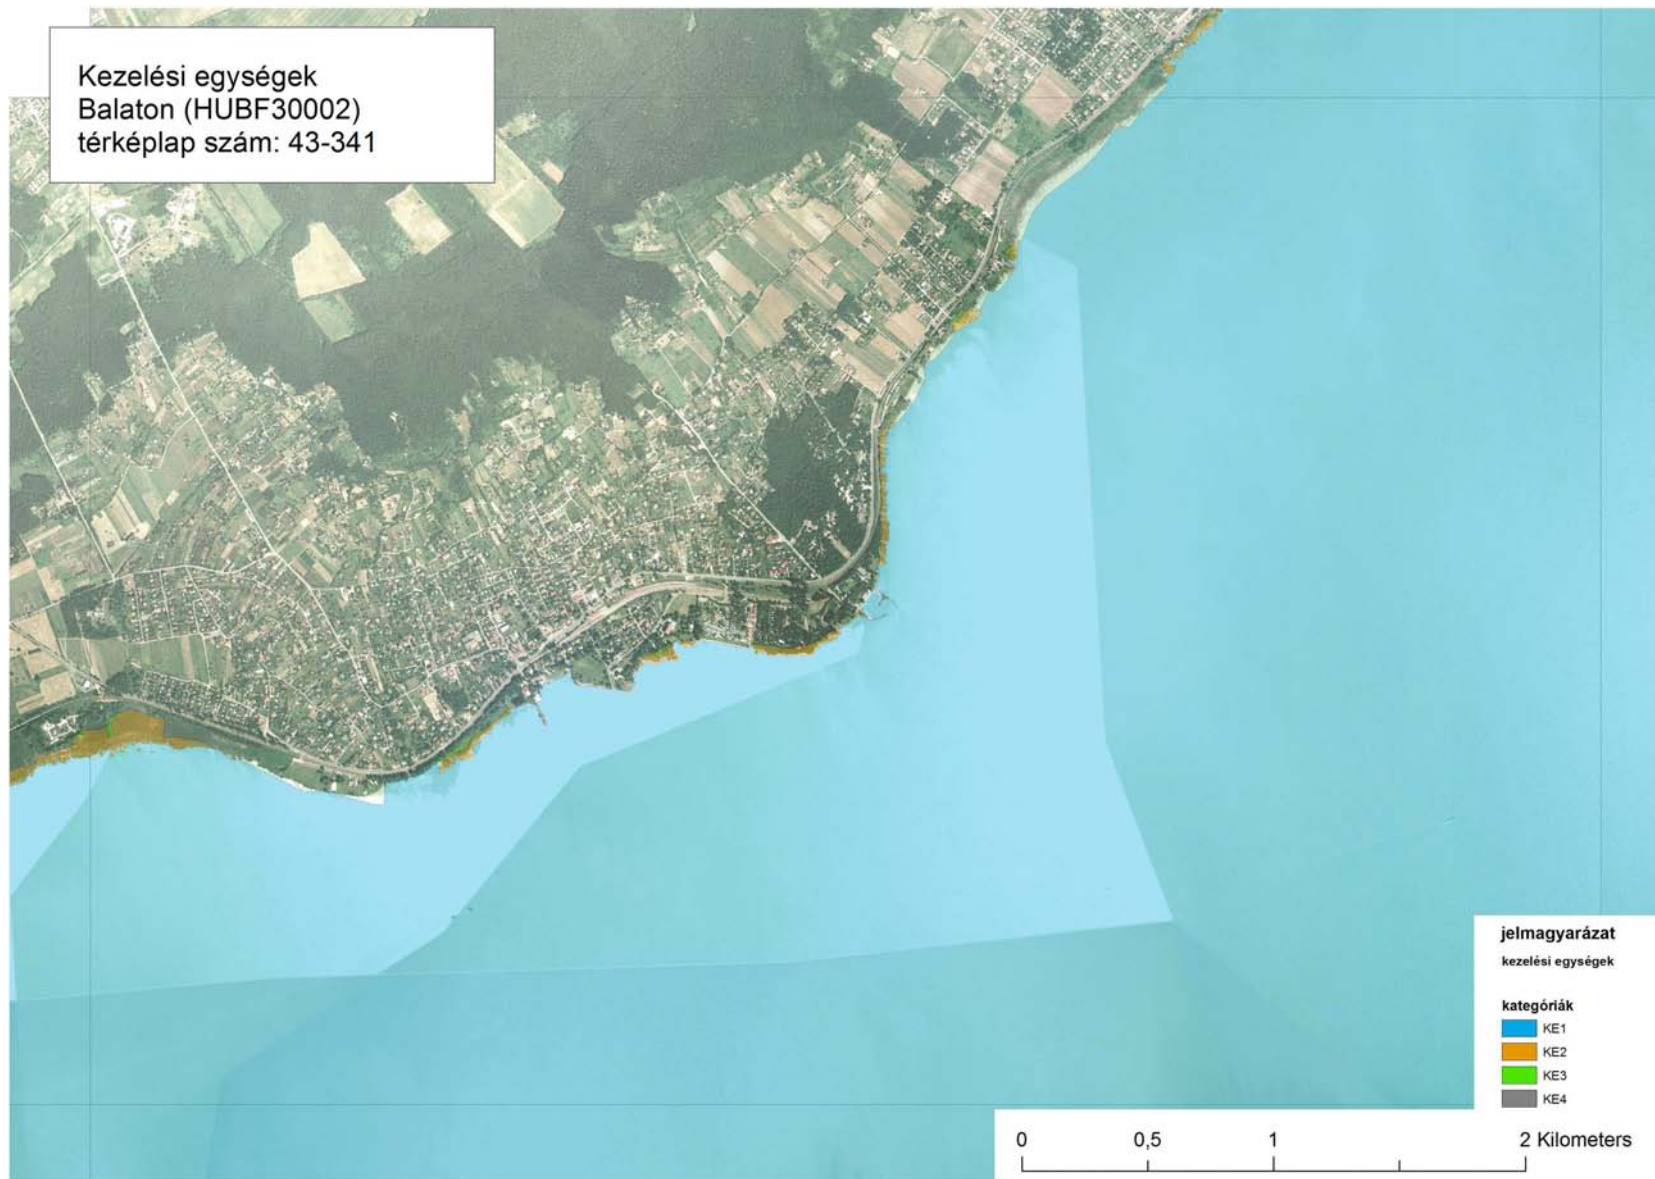 Kezelési egységek
Balaton (HUBF30002)
térképlap szám: 43-341
jelmagyarázat
kezelési egységek
kategóriák
KE1
KE2
KE3
KE4
0 0,5 1 2 Kilometers